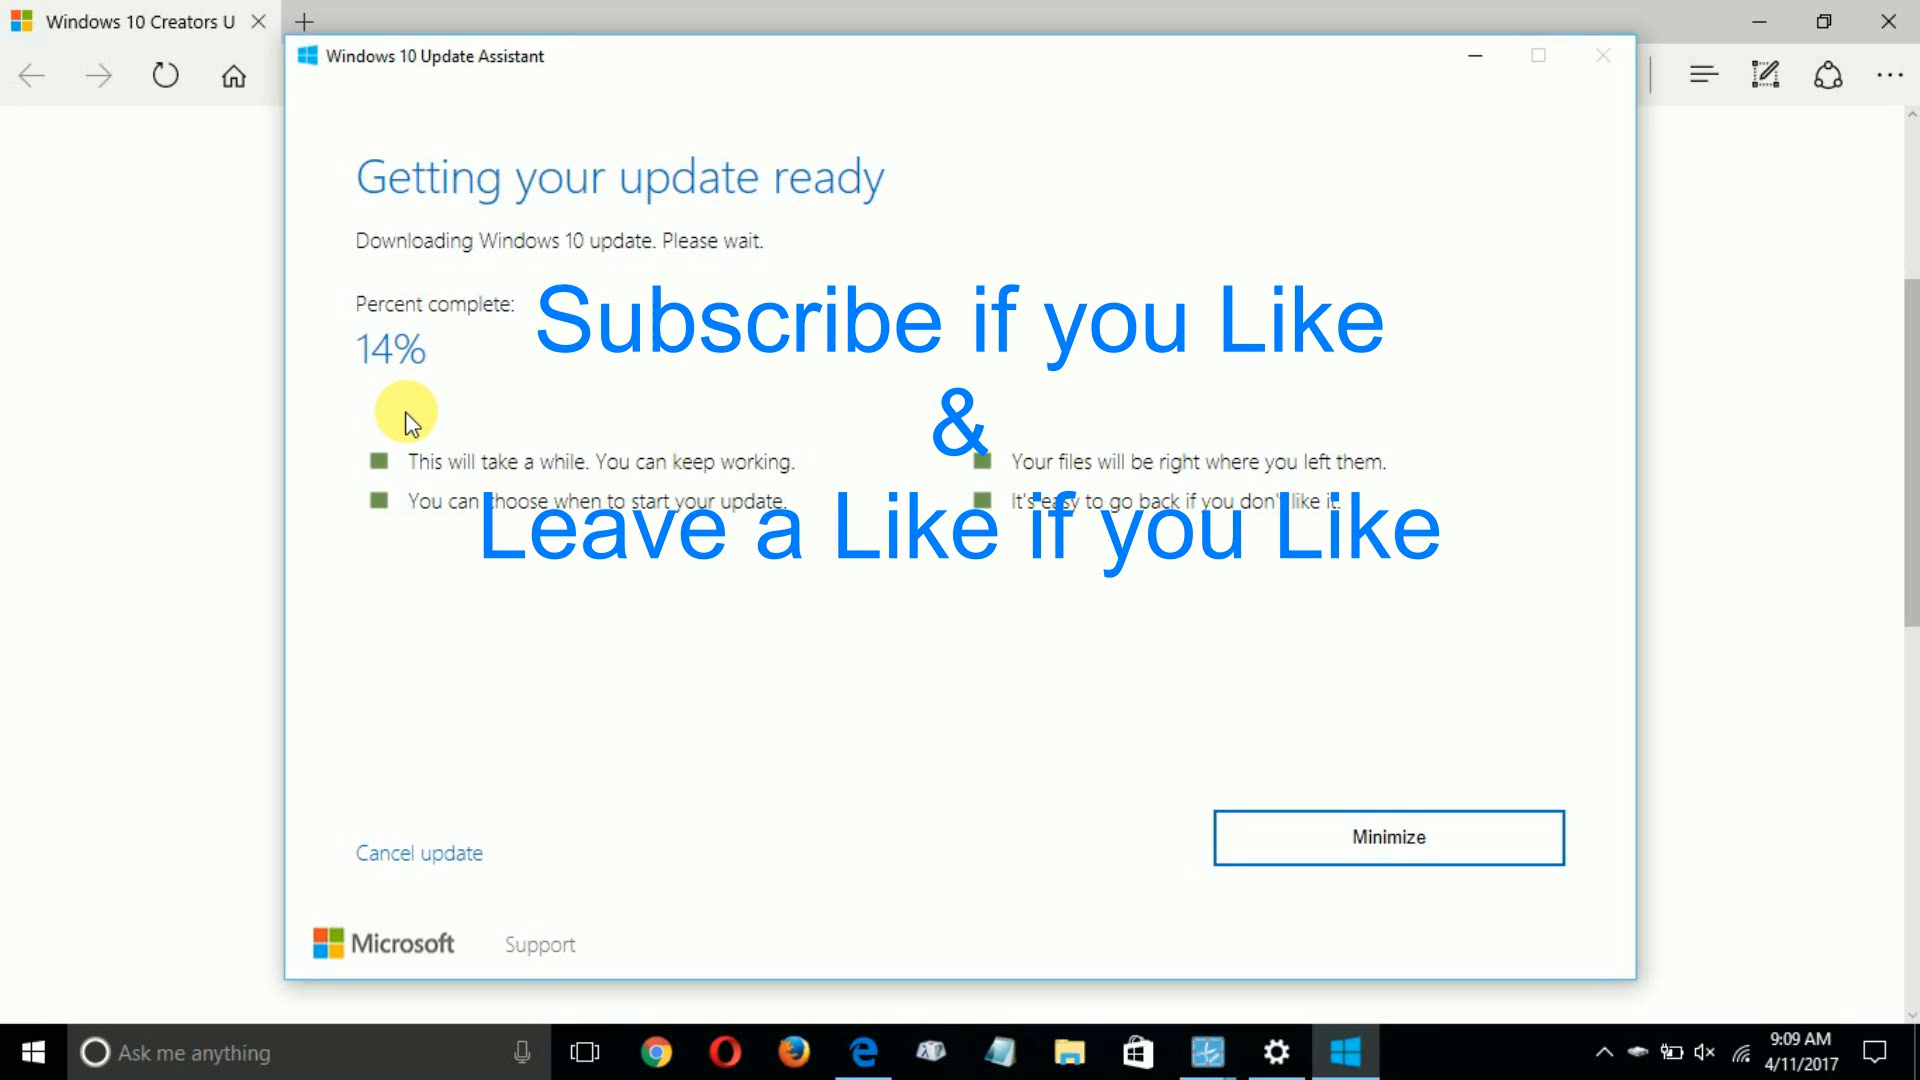 Windows 10 Creators U
Windows 10 Update Assistant
Getting your update ready
Downloading Windows 10 update. Please wait.
Percent complete:
14%
Subscribe if you Like
&
Leave a Like if you Like
This will take a while. You can keep working.
Your files will be right where you left them.
You can choose when to start your update.
It's easy to go back if you don't like it.
Cancel update
Minimize
Microsoft
Support
Ask me anything
9:09 AM
4/11/2017